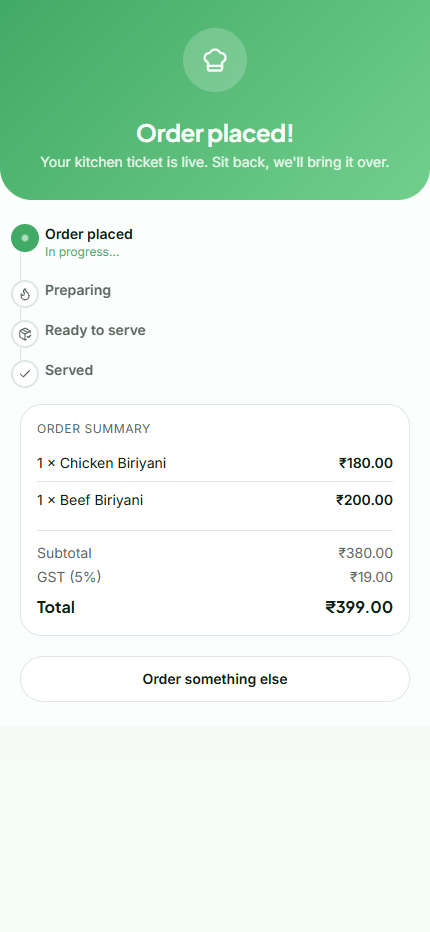 Order placed!
Your kitchen ticket is live. Sit back, we'll bring it over.
Order placed
In progress...
Preparing
Ready to serve
Served
ORDER SUMMARY
1 × Chicken Biriyani ₹180.00
1 × Beef Biriyani ₹200.00
Subtotal ₹380.00
GST (5%) ₹19.00
Total ₹399.00
Order something else